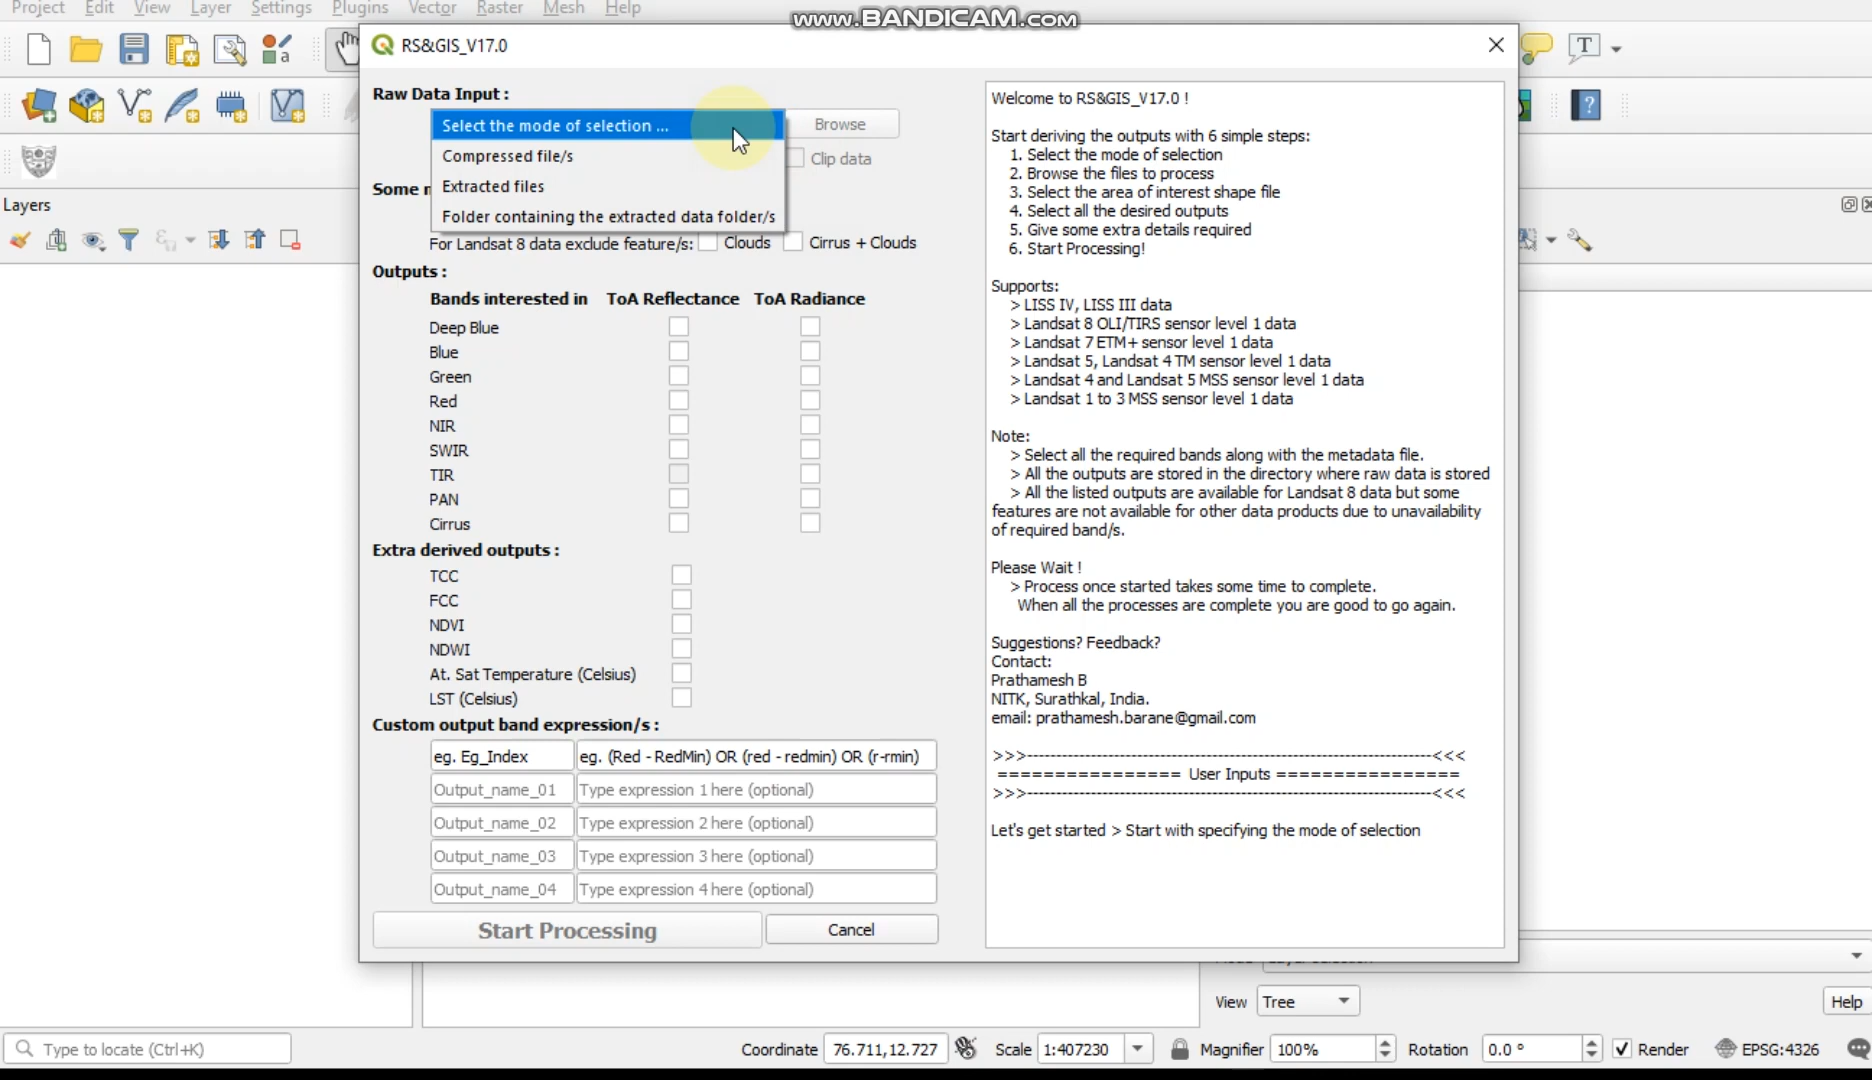 Project Edit View Layer Settings Plugins Vector Raster Mesh Help
www.BANDICAM.com
RS&GIS_V17.0
Raw Data Input :
Select the mode of selection ...
Browse
Compressed file/s
Clip data
Extracted files
Some
Folder containing the extracted data folder/s
For Landsat 8 data exclude feature/s: Clouds Cirrus + Clouds
Layers
Outputs :
Bands interested in ToA Reflectance ToA Radiance
Deep Blue
Blue
Green
Red
NIR
SWIR
TIR
PAN
Cirrus
Extra derived outputs :
TCC
FCC
NDVI
NDWI
At. Sat Temperature (Celsius)
LST (Celsius)
Custom output band expression/s :
eg. Eg_Index eg. (Red - RedMin) OR (red - redmin) OR (r-rmin)
Output_name_01 Type expression 1 here (optional)
Output_name_02 Type expression 2 here (optional)
Output_name_03 Type expression 3 here (optional)
Output_name_04 Type expression 4 here (optional)
Start Processing Cancel
Welcome to RS&GIS_V17.0 !
Start deriving the outputs with 6 simple steps:
1. Select the mode of selection
2. Browse the files to process
3. Select the area of interest shape file
4. Select all the desired outputs
5. Give some extra details required
6. Start Processing!
Supports:
> LISS IV, LISS III data
> Landsat 8 OLI/TIRS sensor level 1 data
> Landsat 7 ETM+ sensor level 1 data
> Landsat 5, Landsat 4 TM sensor level 1 data
> Landsat 4 and Landsat 5 MSS sensor level 1 data
> Landsat 1 to 3 MSS sensor level 1 data
Note:
> Select all the required bands along with the metadata file.
> All the outputs are stored in the directory where raw data is stored
> All the listed outputs are available for Landsat 8 data but some
features are not available for other data products due to unavailability
of required band/s.
Please Wait !
> Process once started takes some time to complete.
When all the processes are complete you are good to go again.
Suggestions? Feedback?
Contact:
Prathamesh B
NITK, Surathkal, India.
email: prathamesh.barane@gmail.com
>>>------------------------------------------------------------------<<<
================ User Inputs ================
>>>------------------------------------------------------------------<<<
Let's get started > Start with specifying the mode of selection
View Tree Help
Type to locate (Ctrl+K) Coordinate 76.711,12.727 Scale 1:407230 Magnifier 100% Rotation 0.0 ° Render EPSG:4326